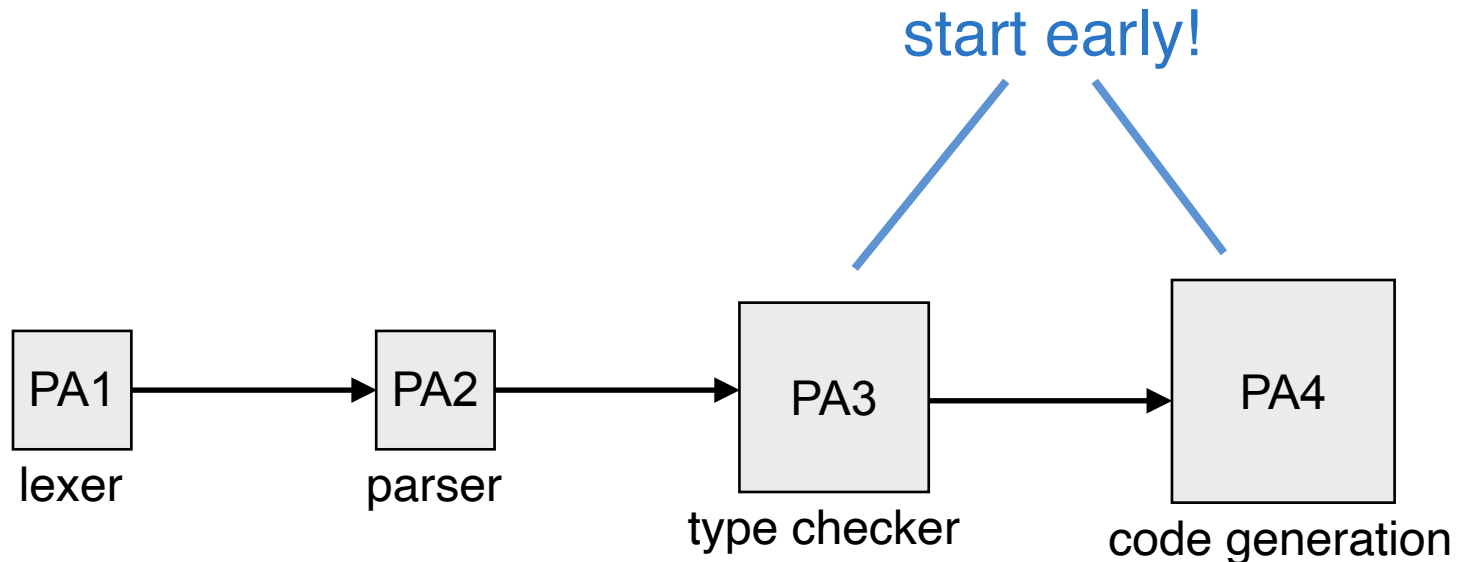 start early!
PA1
PA2
PA3
PA4
lexer
parser
type checker
code generation